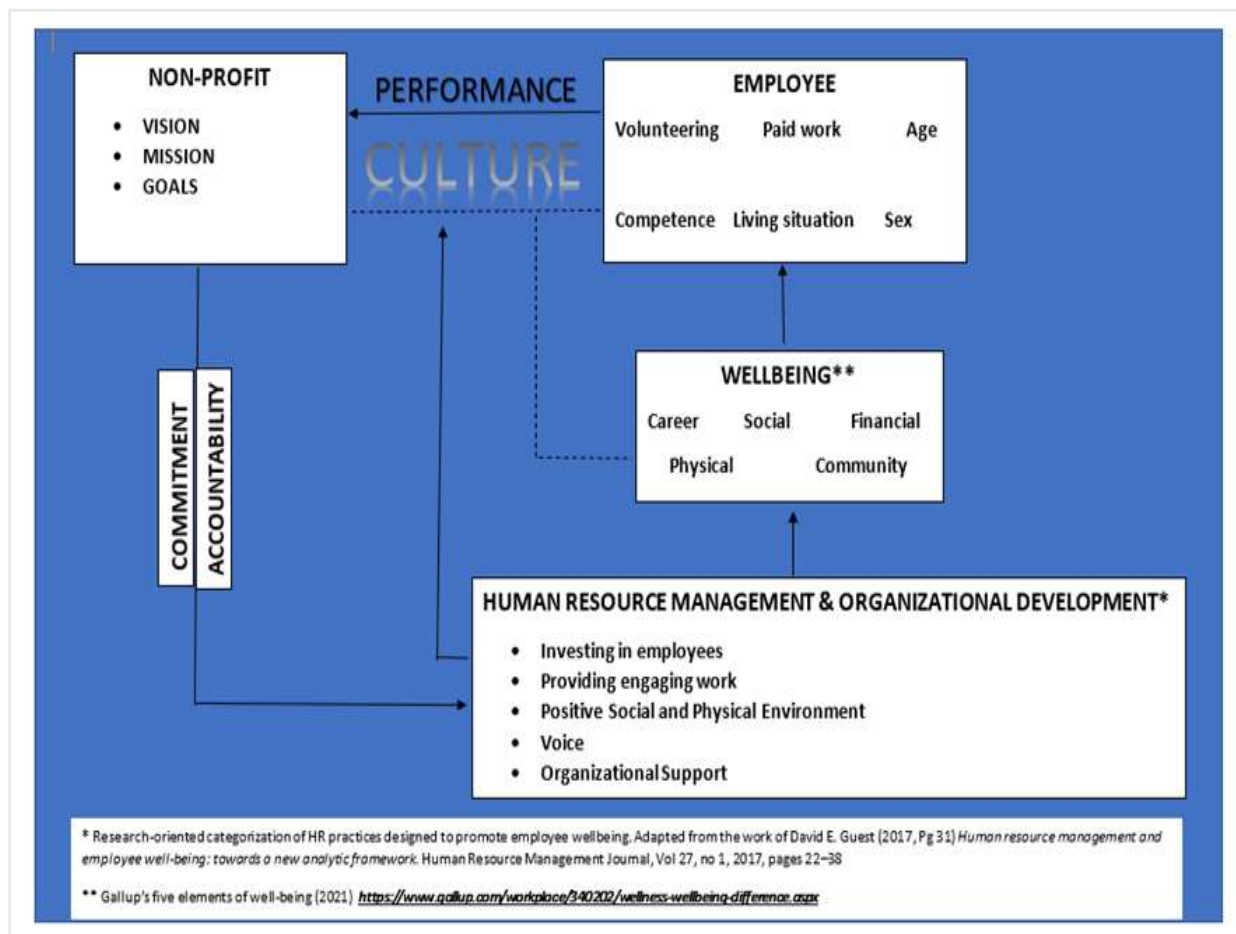 NON-PROFIT
• VISION
• MISSION
• GOALS
PERFORMANCE
CULTURE
EMPLOYEE
Volunteering Paid work Age
Competence Living situation Sex
COMMITMENT
ACCOUNTABILITY
WELLBEING**
Career Social Financial
Physical Community
HUMAN RESOURCE MANAGEMENT & ORGANIZATIONAL DEVELOPMENT*
• Investing in employees
• Providing engaging work
• Positive Social and Physical Environment
• Voice
• Organizational Support
* Research-oriented categorization of HR practices designed to promote employee wellbeing. Adapted from the work of David E. Guest (2017, Pg 31) Human resource management and
employee well-being: towards a new analytic framework. Human Resource Management Journal, Vol 27, no 1, 2017, pages 22–38
** Gallup's five elements of well-being (2021) https://www.gallup.com/workplace/340202/wellness-wellbeing-difference.aspx